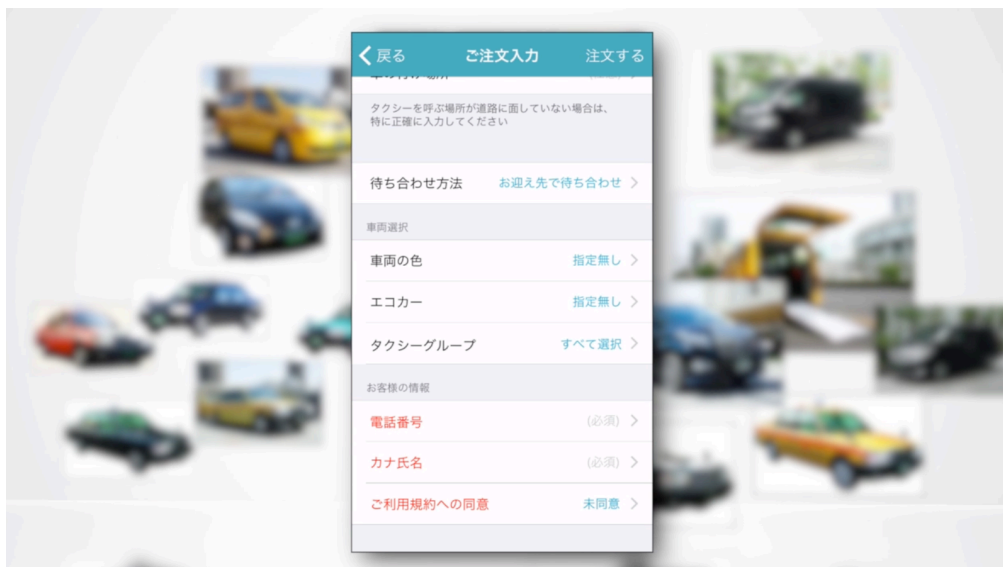 戻る
ご注文入力
注文する
タクシーを呼ぶ場所が道路に面していない場合は、
特に正確に入力してください
待ち合わせ方法
お迎え先で待ち合わせ
車両選択
車両の色
指定無し
エコカー
指定無し
タクシーグループ
すべて選択
お客様の情報
電話番号
(必須)
カナ氏名
(必須)
ご利用規約への同意
未同意